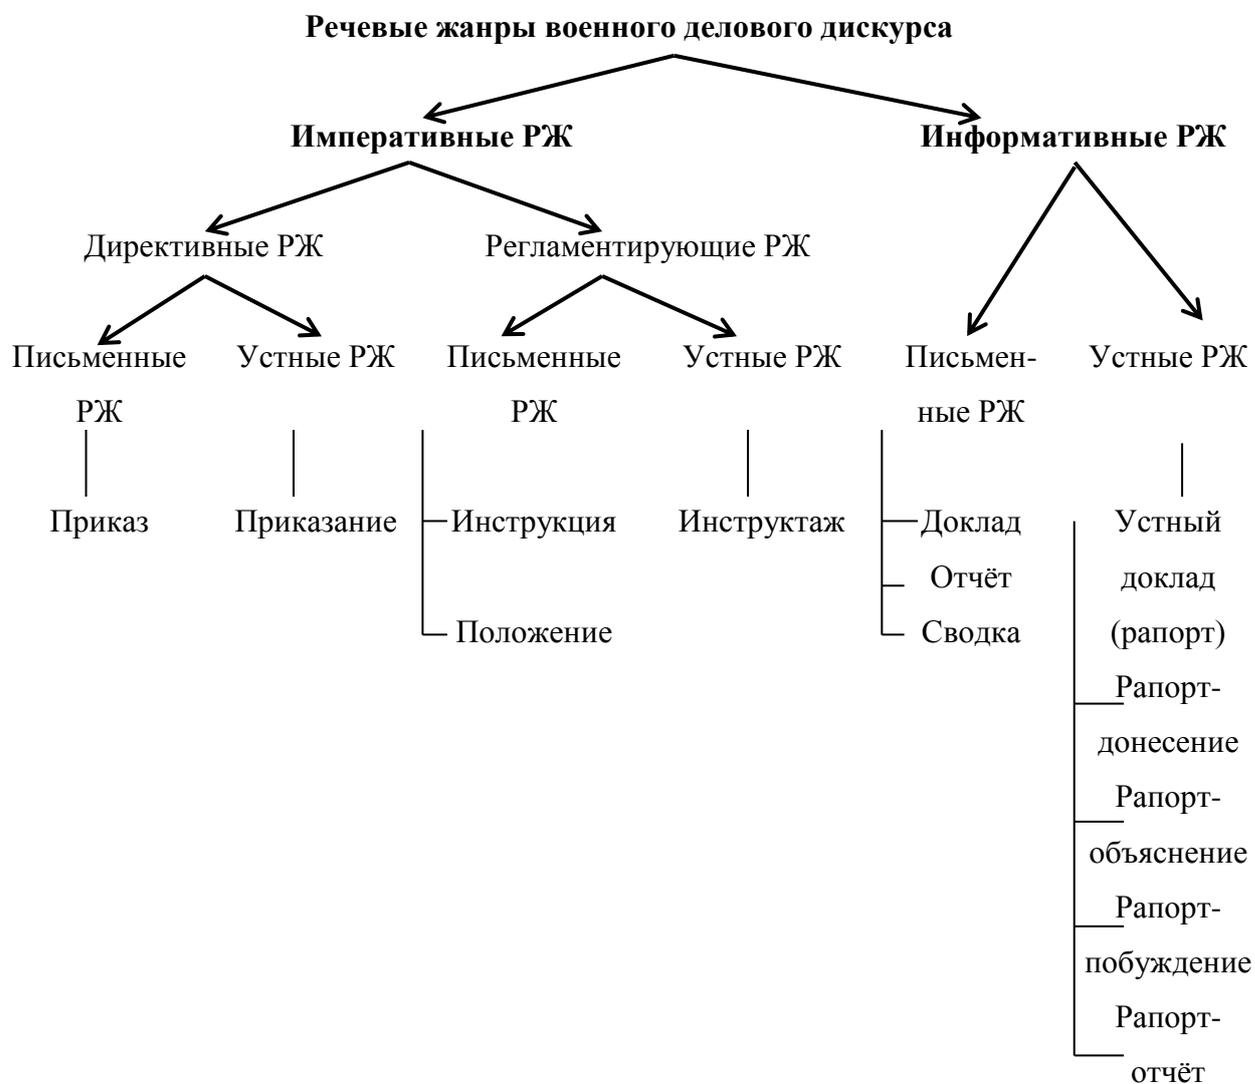 Речевые жанры военного делового дискурса
Императивные РЖ
Информативные РЖ
Директивные РЖ
Регламентирующие РЖ
Письменные
РЖ
Устные РЖ
Письменные
РЖ
Устные РЖ
Письмен-
ные РЖ
Устные РЖ
Приказ
Приказание
Инструкция
Положение
Инструктаж
Доклад
Отчёт
Сводка
Устный
доклад
(рапорт)
Рапорт-
донесение
Рапорт-
объяснение
Рапорт-
побуждение
Рапорт-
отчёт